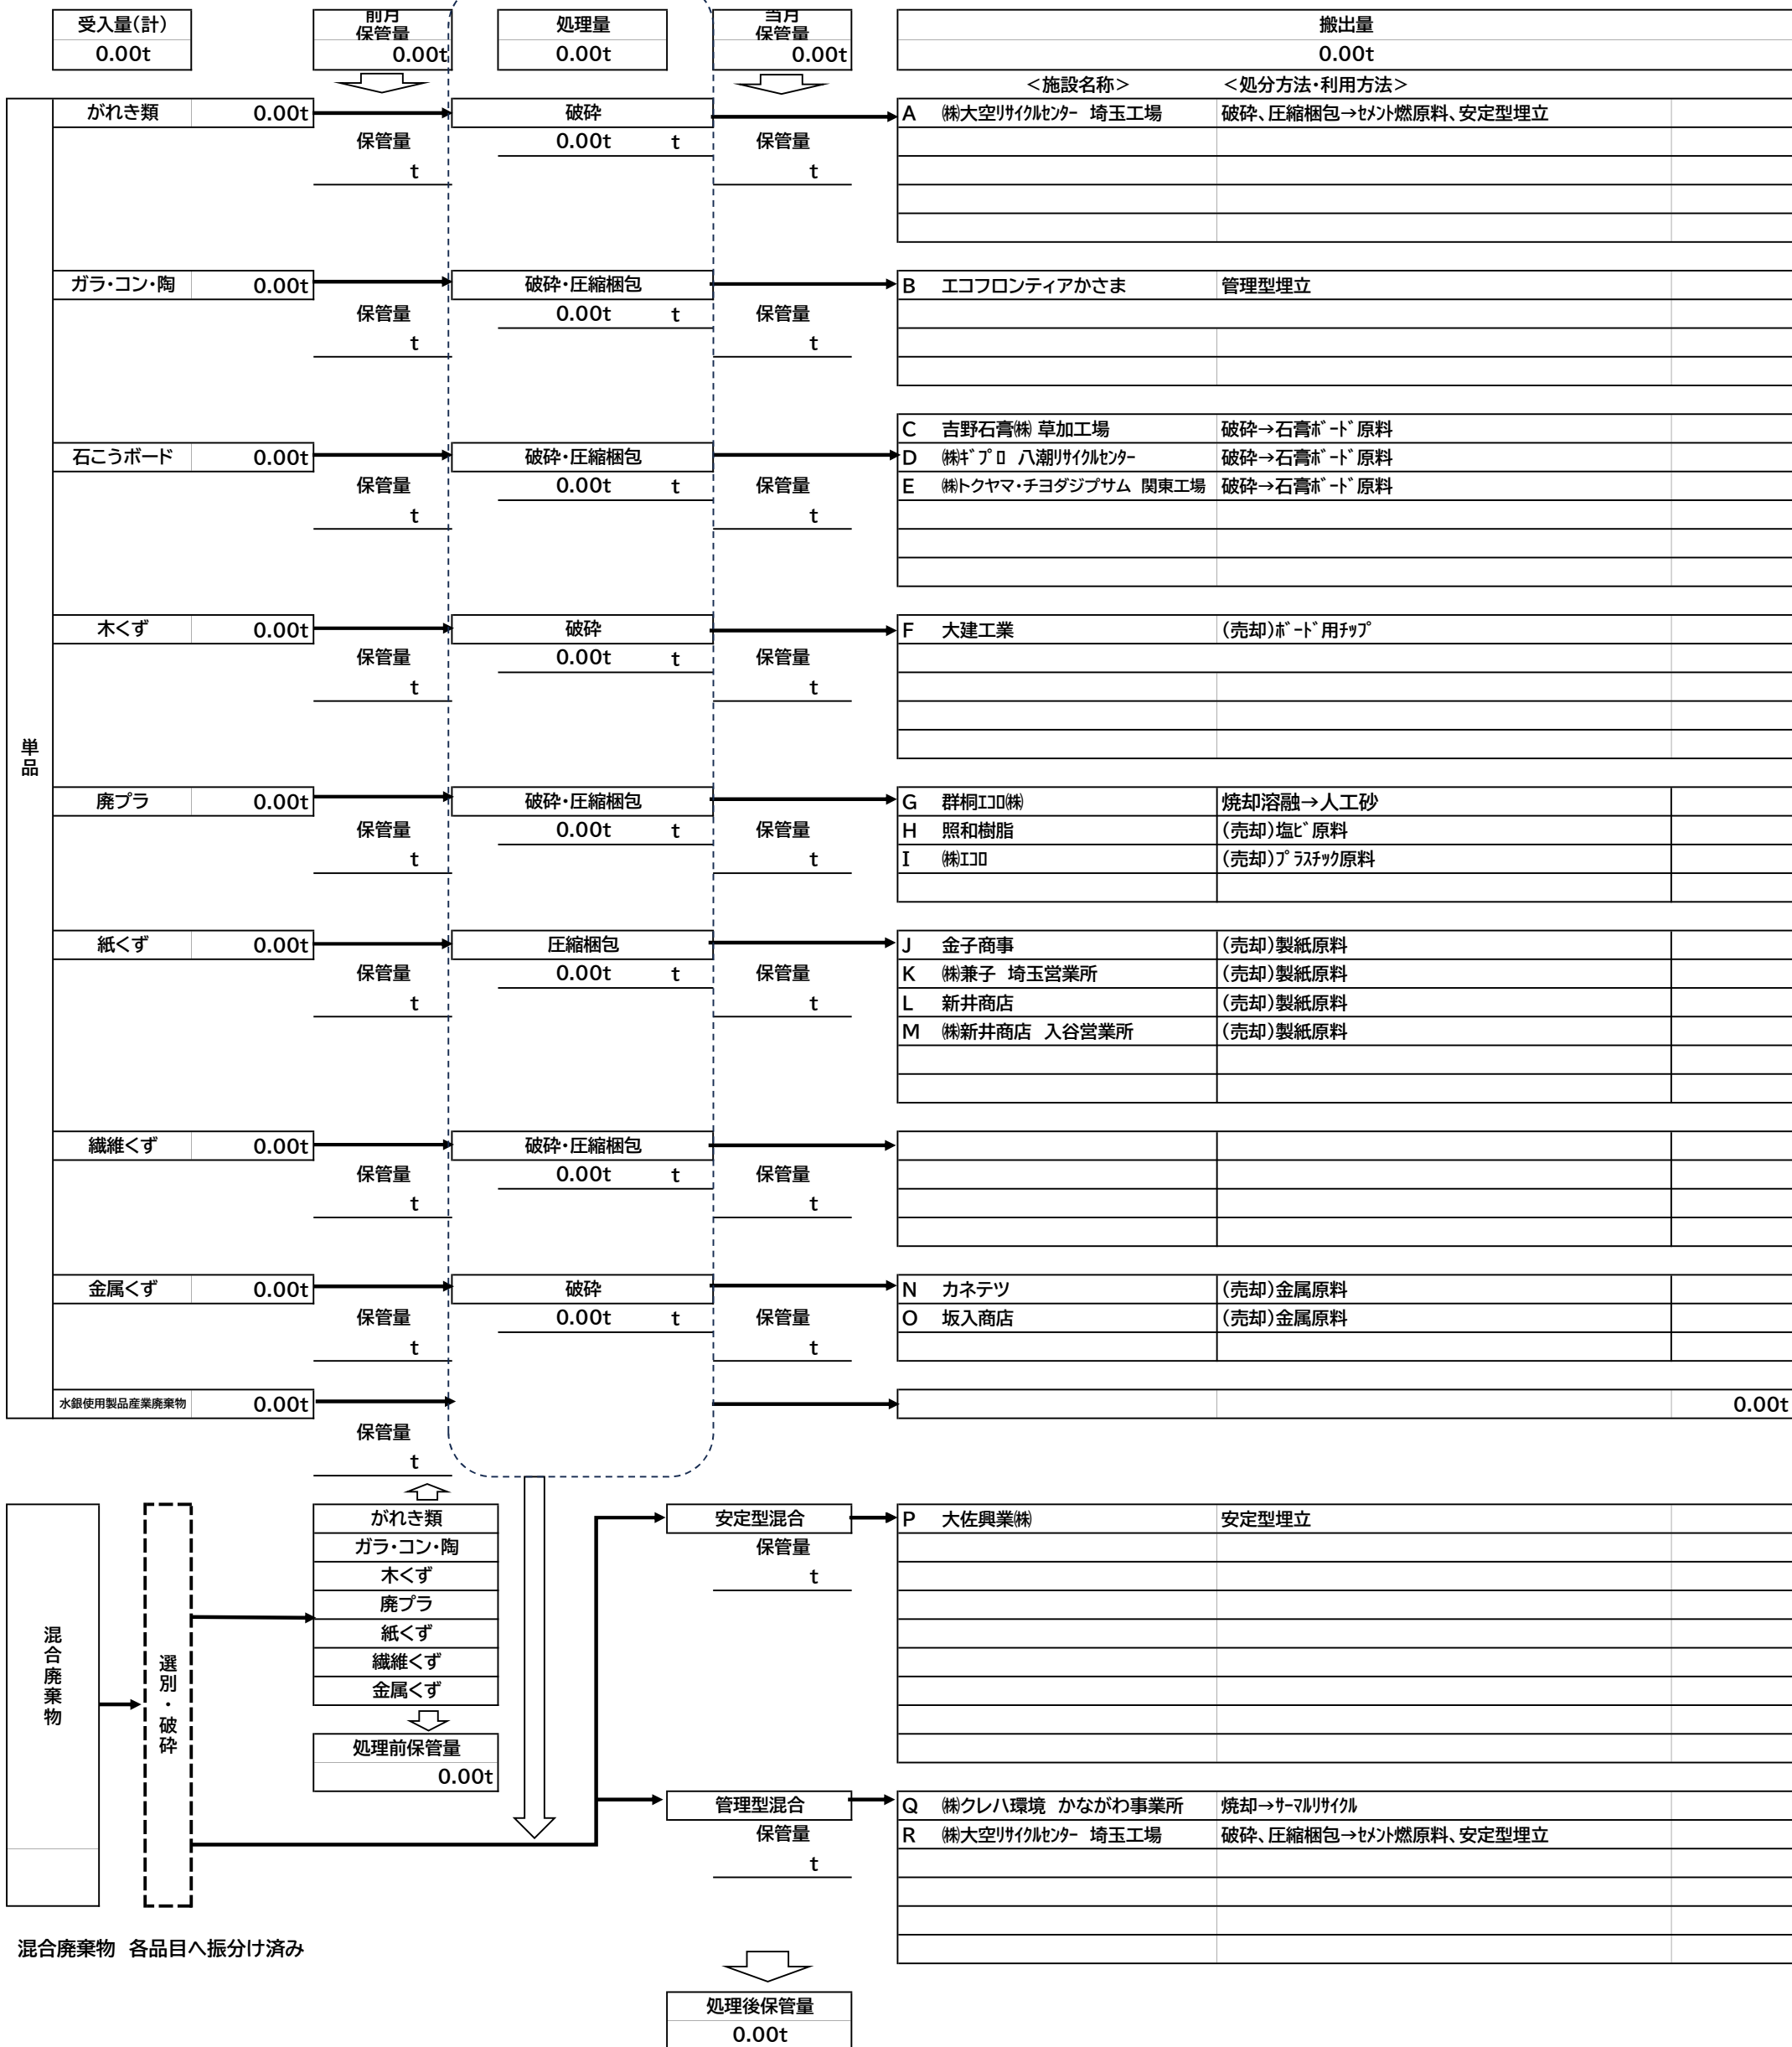 受入量(計)
0.00t
前月
保管量
0.00t
処理量
0.00t
当月
保管量
0.00t
搬出量
0.00t
<施設名称> <処分方法・利用方法>
単品
がれき類 0.00t
保管量
t
破砕
0.00t t
保管量
t
A ㈱大空ﾘｻｲｸﾙｾﾝﾀｰ 埼玉工場 破砕、圧縮梱包→ｾﾒﾝﾄ燃原料、安定型埋立
ガラ・コン・陶 0.00t
保管量
t
破砕・圧縮梱包
0.00t t
保管量
t
B エコフロンティアかさま 管理型埋立
石こうボード 0.00t
保管量
t
破砕・圧縮梱包
0.00t t
保管量
t
C 吉野石膏㈱ 草加工場 破砕→石膏ﾎﾞｰﾄﾞ原料
D ㈱ｷﾞﾌﾟﾛ 八潮ﾘｻｲｸﾙｾﾝﾀｰ 破砕→石膏ﾎﾞｰﾄﾞ原料
E ㈱トクヤマ・チヨダジプサム 関東工場 破砕→石膏ﾎﾞｰﾄﾞ原料
木くず 0.00t
保管量
t
破砕
0.00t t
保管量
t
F 大建工業 (売却)ﾎﾞｰﾄﾞ用ﾁｯﾌﾟ
廃プラ 0.00t
保管量
t
破砕・圧縮梱包
0.00t t
保管量
t
G 群桐ｴｺﾛ㈱ 焼却溶融→人工砂
H 照和樹脂 (売却)塩ﾋﾞ原料
I ㈱ｴｺﾛ (売却)ﾌﾟﾗｽﾁｯｸ原料
紙くず 0.00t
保管量
t
圧縮梱包
0.00t t
保管量
t
J 金子商事 (売却)製紙原料
K ㈱兼子 埼玉営業所 (売却)製紙原料
L 新井商店 (売却)製紙原料
M ㈱新井商店 入谷営業所 (売却)製紙原料
繊維くず 0.00t
保管量
t
破砕・圧縮梱包
0.00t t
保管量
t
金属くず 0.00t
保管量
t
破砕
0.00t t
保管量
t
N カネテツ (売却)金属原料
O 坂入商店 (売却)金属原料
水銀使用製品産業廃棄物 0.00t
保管量
t
0.00t
混合廃棄物
選別・破砕
がれき類
ガラ・コン・陶
木くず
廃プラ
紙くず
繊維くず
金属くず
処理前保管量
0.00t
安定型混合
保管量
t
P 大佐興業㈱ 安定型埋立
管理型混合
保管量
t
Q ㈱クレハ環境 かながわ事業所 焼却→ｻｰﾏﾙﾘｻｲｸﾙ
R ㈱大空ﾘｻｲｸﾙｾﾝﾀｰ 埼玉工場 破砕、圧縮梱包→ｾﾒﾝﾄ燃原料、安定型埋立
混合廃棄物 各品目へ振分け済み
処理後保管量
0.00t